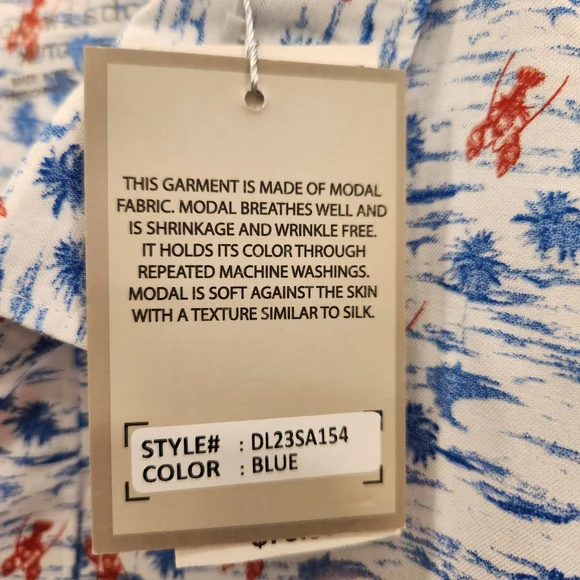 THIS GARMENT IS MADE OF MODAL
FABRIC. MODAL BREATHES WELL AND
IS SHRINKAGE AND WRINKLE FREE.
IT HOLDS ITS COLOR THROUGH
REPEATED MACHINE WASHINGS.
MODAL IS SOFT AGAINST THE SKIN
WITH A TEXTURE SIMILAR TO SILK.
STYLE# : DL23SA154
COLOR : BLUE